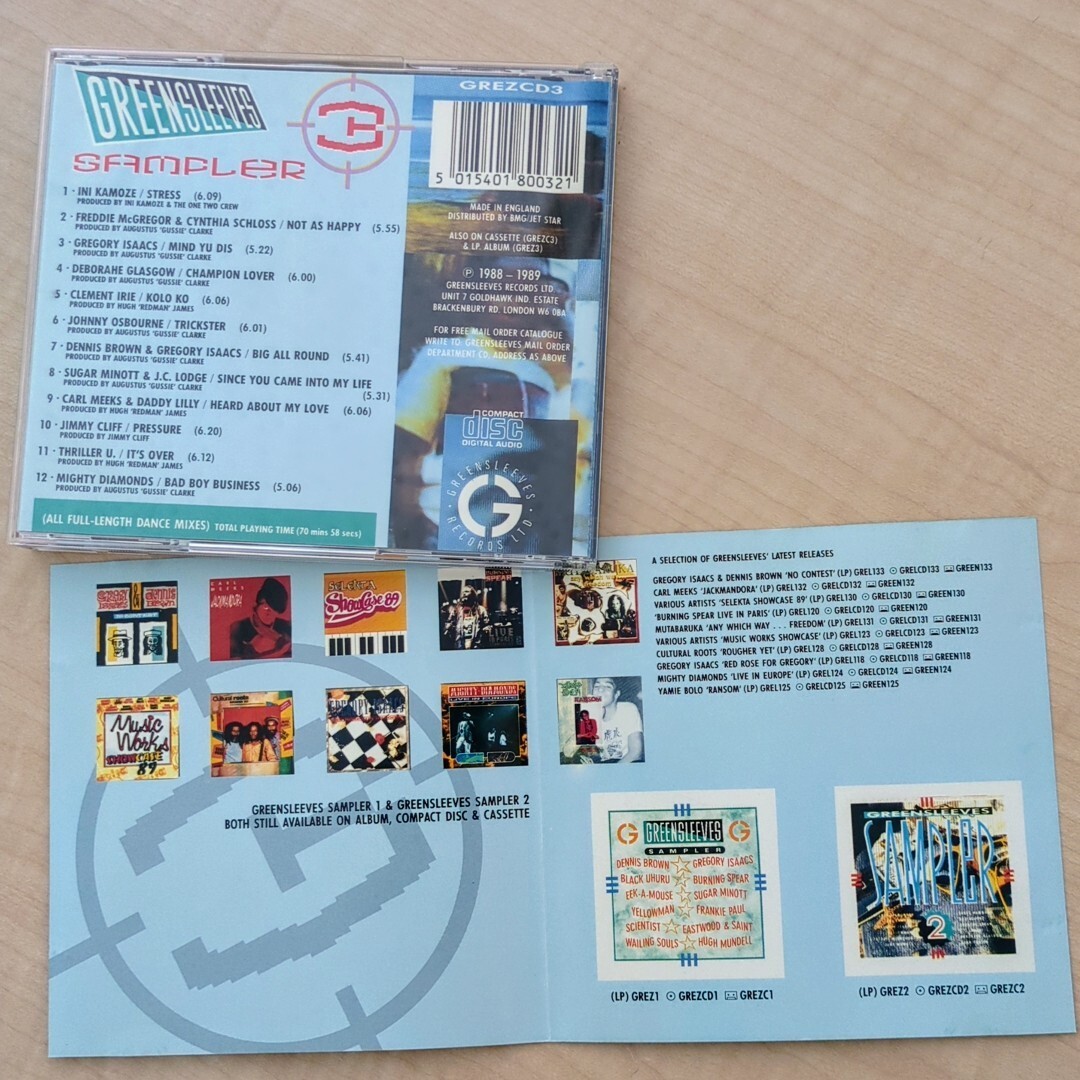 GREENSLEEVES
SAMPLER
3
1 · INI KAMOZE / STRESS (6.09)
PRODUCED BY INI KAMOZE & THE ONE TWO CREW
2 · FREDDIE McGREGOR & CYNTHIA SCHLOSS / NOT AS HAPPY (5.55)
PRODUCED BY AUGUSTUS 'GUSSIE' CLARKE
3 · GREGORY ISAACS / MIND YU DIS (5.22)
PRODUCED BY AUGUSTUS 'GUSSIE' CLARKE
4 · DEBORAHE GLASGOW / CHAMPION LOVER (6.00)
PRODUCED BY AUGUSTUS 'GUSSIE' CLARKE
5 · CLEMENT IRIE / KOLO KO (6.06)
PRODUCED BY HUGH 'REDMAN' JAMES
6 · JOHNNY OSBOURNE / TRICKSTER (6.01)
PRODUCED BY AUGUSTUS 'GUSSIE' CLARKE
7 · DENNIS BROWN & GREGORY ISAACS / BIG ALL ROUND (5.41)
PRODUCED BY AUGUSTUS 'GUSSIE' CLARKE
8 · SUGAR MINOTT & J.C. LODGE / SINCE YOU CAME INTO MY LIFE (5.31)
PRODUCED BY AUGUSTUS 'GUSSIE' CLARKE
9 · CARL MEEKS & DADDY LILLY / HEARD ABOUT MY LOVE (6.06)
PRODUCED BY HUGH 'REDMAN' JAMES
10 · JIMMY CLIFF / PRESSURE (6.20)
PRODUCED BY JIMMY CLIFF
11 · THRILLER U. / IT'S OVER (6.12)
PRODUCED BY HUGH 'REDMAN' JAMES
12 · MIGHTY DIAMONDS / BAD BOY BUSINESS (5.06)
PRODUCED BY AUGUSTUS 'GUSSIE' CLARKE
(ALL FULL-LENGTH DANCE MIXES) TOTAL PLAYING TIME (70 mins 58 secs)
GREZCD3
5 015401 800321
MADE IN ENGLAND
DISTRIBUTED BY BMG/JET STAR
ALSO ON CASSETTE (GREZC3)
& LP. ALBUM (GREZ3)
℗ 1988 – 1989
GREENSLEEVES RECORDS LTD
UNIT 7 GOLDHAWK IND. ESTATE
BRACKENBURY RD. LONDON W6 0BA
FOR FREE MAIL ORDER CATALOGUE
WRITE TO GREENSLEEVES MAIL ORDER
DEPARTMENT CD, ADDRESS AS ABOVE
COMPACT
disc
DIGITAL AUDIO
· GREENSLEEVES ·
G
RECORDS LTD
A SELECTION OF GREENSLEEVES' LATEST RELEASES
GREGORY ISAACS & DENNIS BROWN 'NO CONTEST' (LP) GREL133 GRELCD133 GREEN133
CARL MEEKS 'JACKMANDORA' (LP) GREL132 GRELCD132 GREEN132
VARIOUS ARTISTS 'SELEKTA SHOWCASE 89' (LP) GREL130 GRELCD130 GREEN130
'BURNING SPEAR LIVE IN PARIS' (LP) GREL120 GRELCD120 GREEN120
MUTABARUKA 'ANY WHICH WAY . . . FREEDOM' (LP) GREL131 GRELCD131 GREEN131
VARIOUS ARTISTS 'MUSIC WORKS SHOWCASE' (LP) GREL123 GRELCD123 GREEN123
CULTURAL ROOTS 'ROUGHER YET' (LP) GREL128 GRELCD128 GREEN128
GREGORY ISAACS 'RED ROSE FOR GREGORY' (LP) GREL118 GRELCD118 GREEN118
MIGHTY DIAMONDS 'LIVE IN EUROPE' (LP) GREL124 GRELCD124 GREEN124
YAMIE BOLO 'RANSOM' (LP) GREL125 GRELCD125 GREEN125
SELEKTA
Showcase 89
SPEAR
LIVE
Music
Works
SHOWCASE
89
Cultural roots
MIGHTY DIAMONDS
LIVE IN EUROPE
GREENSLEEVES SAMPLER 1 & GREENSLEEVES SAMPLER 2
BOTH STILL AVAILABLE ON ALBUM, COMPACT DISC & CASSETTE
G GREENSLEEVES G
SAMPLER
DENNIS BROWN GREGORY ISAACS
BLACK UHURU BURNING SPEAR
EEK-A-MOUSE SUGAR MINOTT
YELLOWMAN FRANKIE PAUL
SCIENTIST EASTWOOD & SAINT
WAILING SOULS HUGH MUNDELL
(LP) GREZ1 GREZCD1 GREZC1
GREENSLEEVES
SAMPLER
2
(LP) GREZ2 GREZCD2 GREZC2